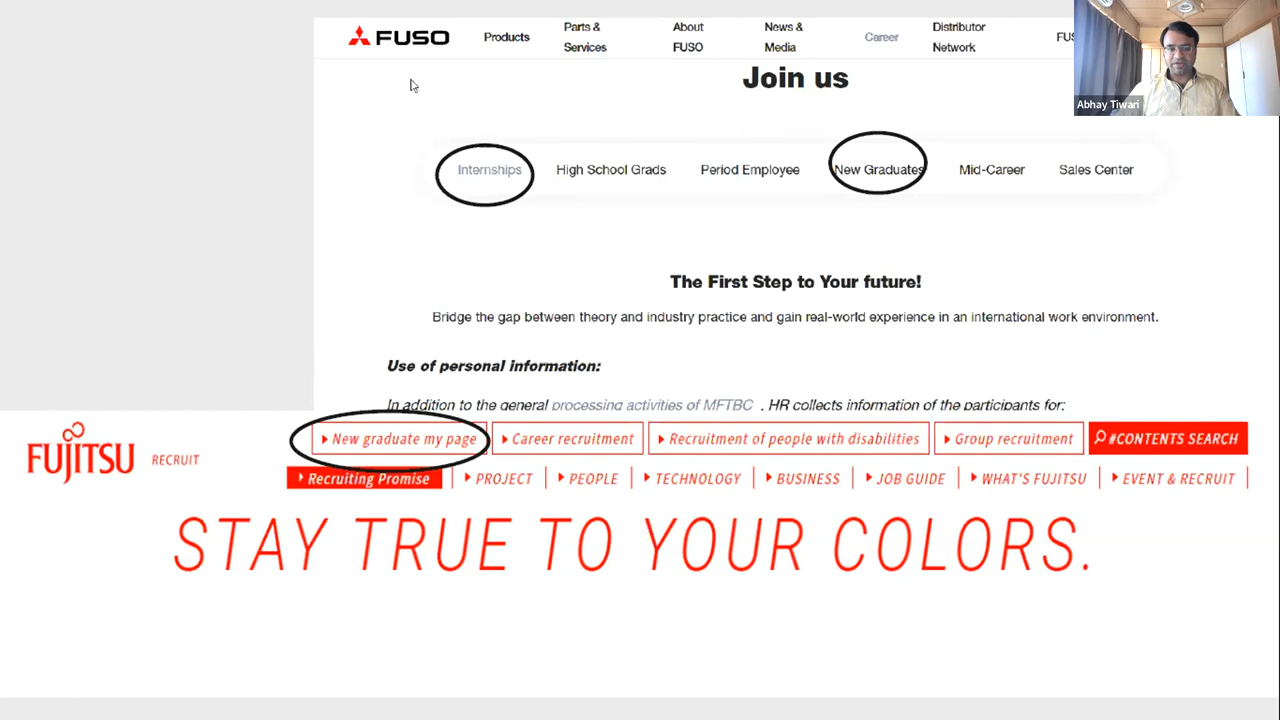 FUSO
Products
Parts &
Services
About
FUSO
News &
Media
Career
Distributor
Network
Join us
Abhay Tiwari
Internships
High School Grads
Period Employee
New Graduates
Mid-Career
Sales Center
The First Step to Your future!
Bridge the gap between theory and industry practice and gain real-world experience in an international work environment.
Use of personal information:
In addition to the general processing activities of MFTBC . HR collects information of the participants for:
FUJITSU RECRUIT
New graduate my page
Career recruitment
Recruitment of people with disabilities
Group recruitment
#CONTENTS SEARCH
Recruiting Promise
PROJECT
PEOPLE
TECHNOLOGY
BUSINESS
JOB GUIDE
WHAT'S FUJITSU
EVENT & RECRUIT
STAY TRUE TO YOUR COLORS.